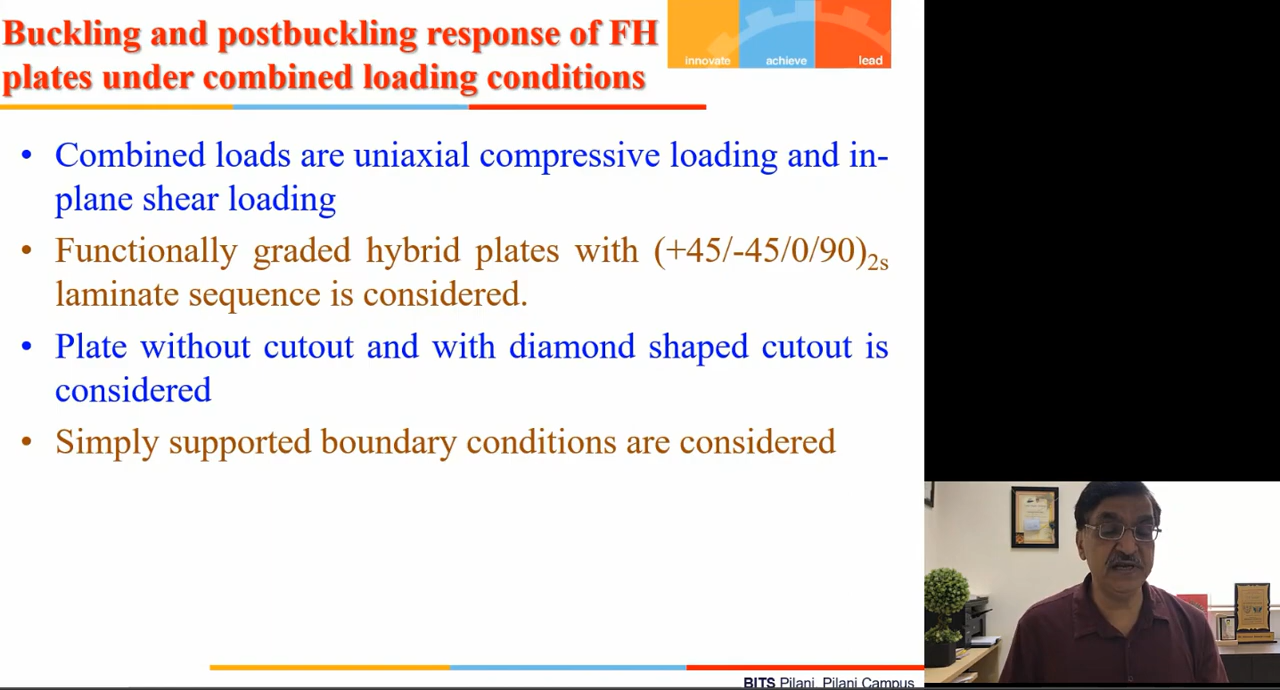 Buckling and postbuckling response of FH
plates under combined loading conditions
innovate achieve lead
• Combined loads are uniaxial compressive loading and in-
plane shear loading
• Functionally graded hybrid plates with (+45/-45/0/90)2s
laminate sequence is considered.
• Plate without cutout and with diamond shaped cutout is
considered
• Simply supported boundary conditions are considered
BITS Pilani, Pilani Campus